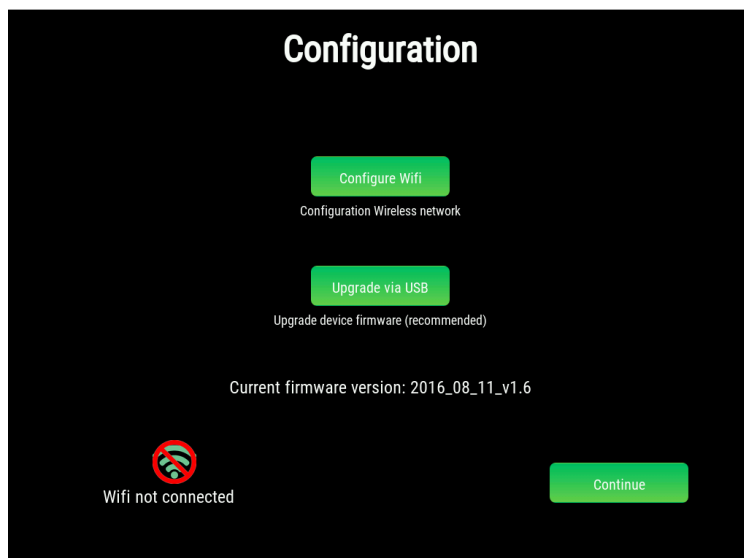 Configuration
Configure Wifi
Configuration Wireless network
Upgrade via USB
Upgrade device firmware (recommended)
Current firmware version: 2016_08_11_v1.6
Wifi not connected
Continue